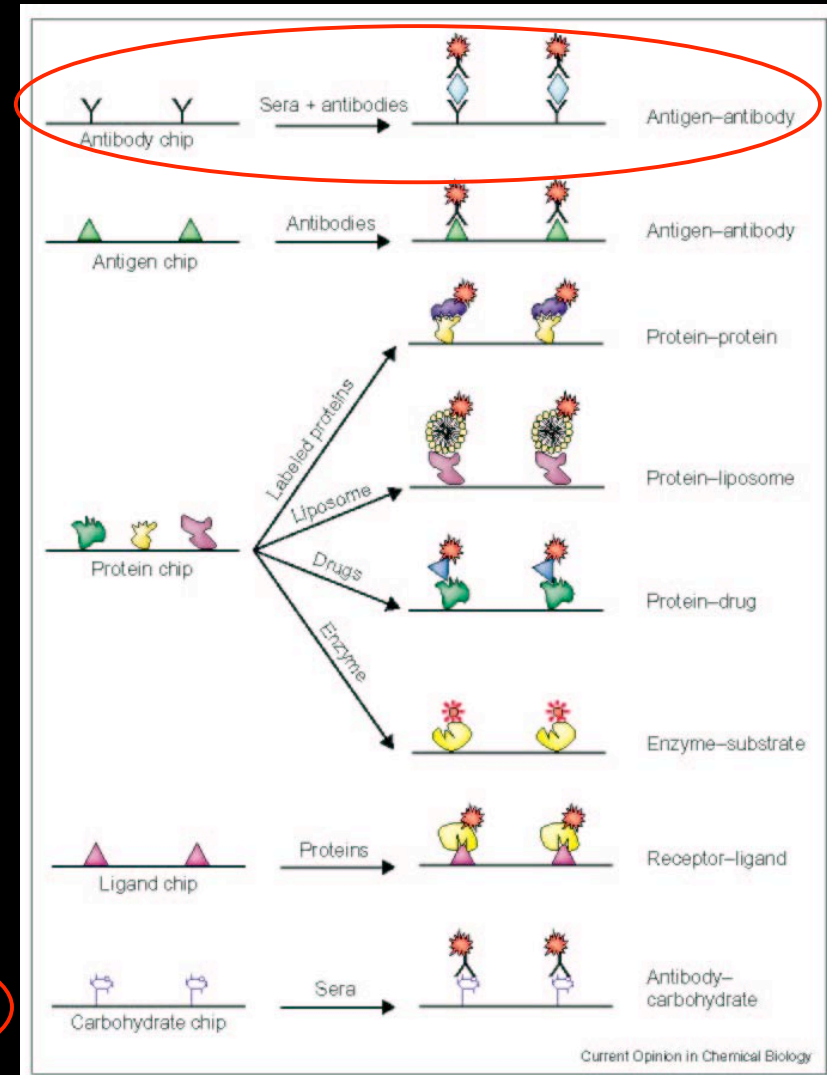 Sera + antibodies
Antibody chip
Antigen–antibody
Antibodies
Antigen chip
Antigen–antibody
Protein–protein
Labeled proteins
Liposome
Protein–liposome
Protein chip
Drugs
Protein–drug
Enzyme
Enzyme–substrate
Proteins
Ligand chip
Receptor–ligand
Sera
Carbohydrate chip
Antibody–
carbohydrate
Current Opinion in Chemical Biology